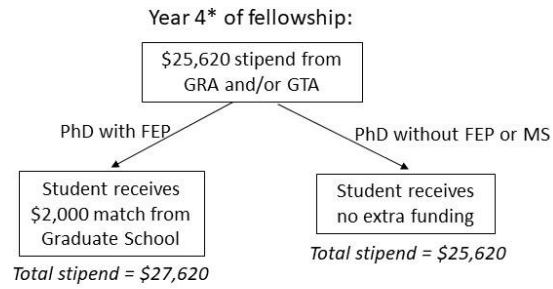 Year 4* of fellowship:
$25,620 stipend from
GRA and/or GTA
PhD with FEP
PhD without FEP or MS
Student receives
$2,000 match from
Graduate School
Total stipend = $27,620
Student receives
no extra funding
Total stipend = $25,620